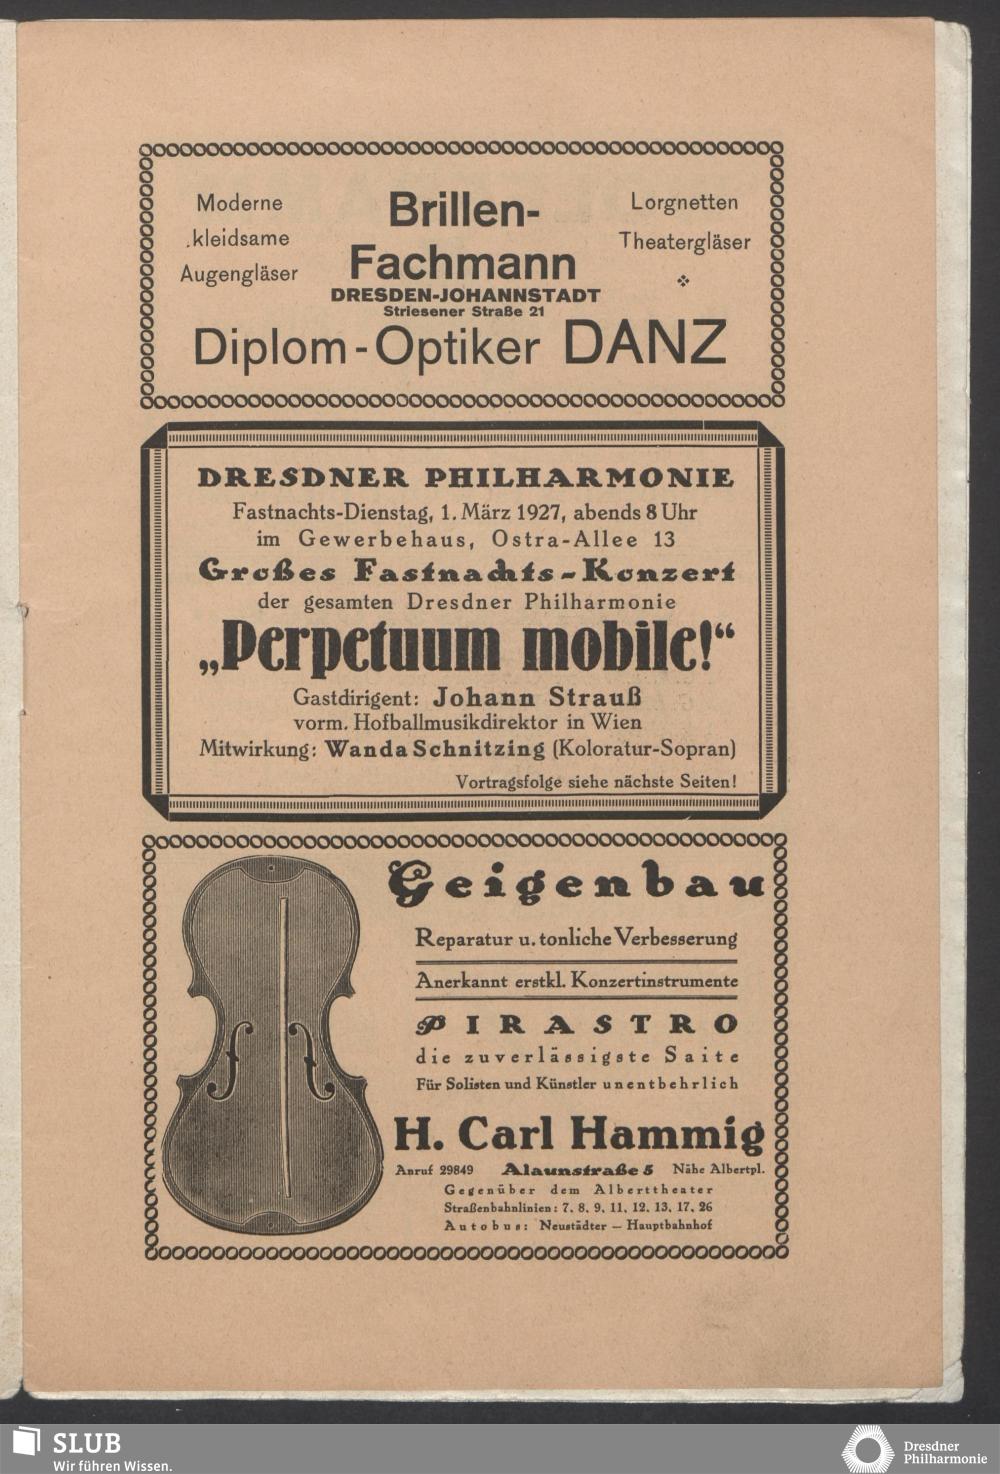 Moderne
kleidsame
Augengläser
Brillen-
Fachmann
Lorgnetten
Theatergläser
DRESDEN-JOHANNSTADT
Striesener Straße 21
Diplom-Optiker DANZ
DRESDNER PHILHARMONIE
Fastnachts-Dienstag, 1. März 1927, abends 8 Uhr
im Gewerbehaus, Ostra-Allee 13
Großes Fastnachts-Konzert
der gesamten Dresdner Philharmonie
„Perpetuum mobile!“
Gastdirigent: Johann Strauß
vorm. Hofballmusikdirektor in Wien
Mitwirkung: Wanda Schnitzing (Koloratur-Sopran)
Vortragsfolge siehe nächste Seiten!
Geigenbau
Reparatur u. tonliche Verbesserung
Anerkannt erstkl. Konzertinstrumente
PIRASTRO
die zuverlässigste Saite
Für Solisten und Künstler unentbehrlich
H. Carl Hammig
Anruf 29849 Alaunstraße 5 Nähe Albertpl.
Gegenüber dem Alberttheater
Straßenbahnlinien: 7, 8, 9, 11, 12, 13, 17, 26
Autobus: Neustädter — Hauptbahnhof
SLUB
Wir führen Wissen.
Dresdner
Philharmonie